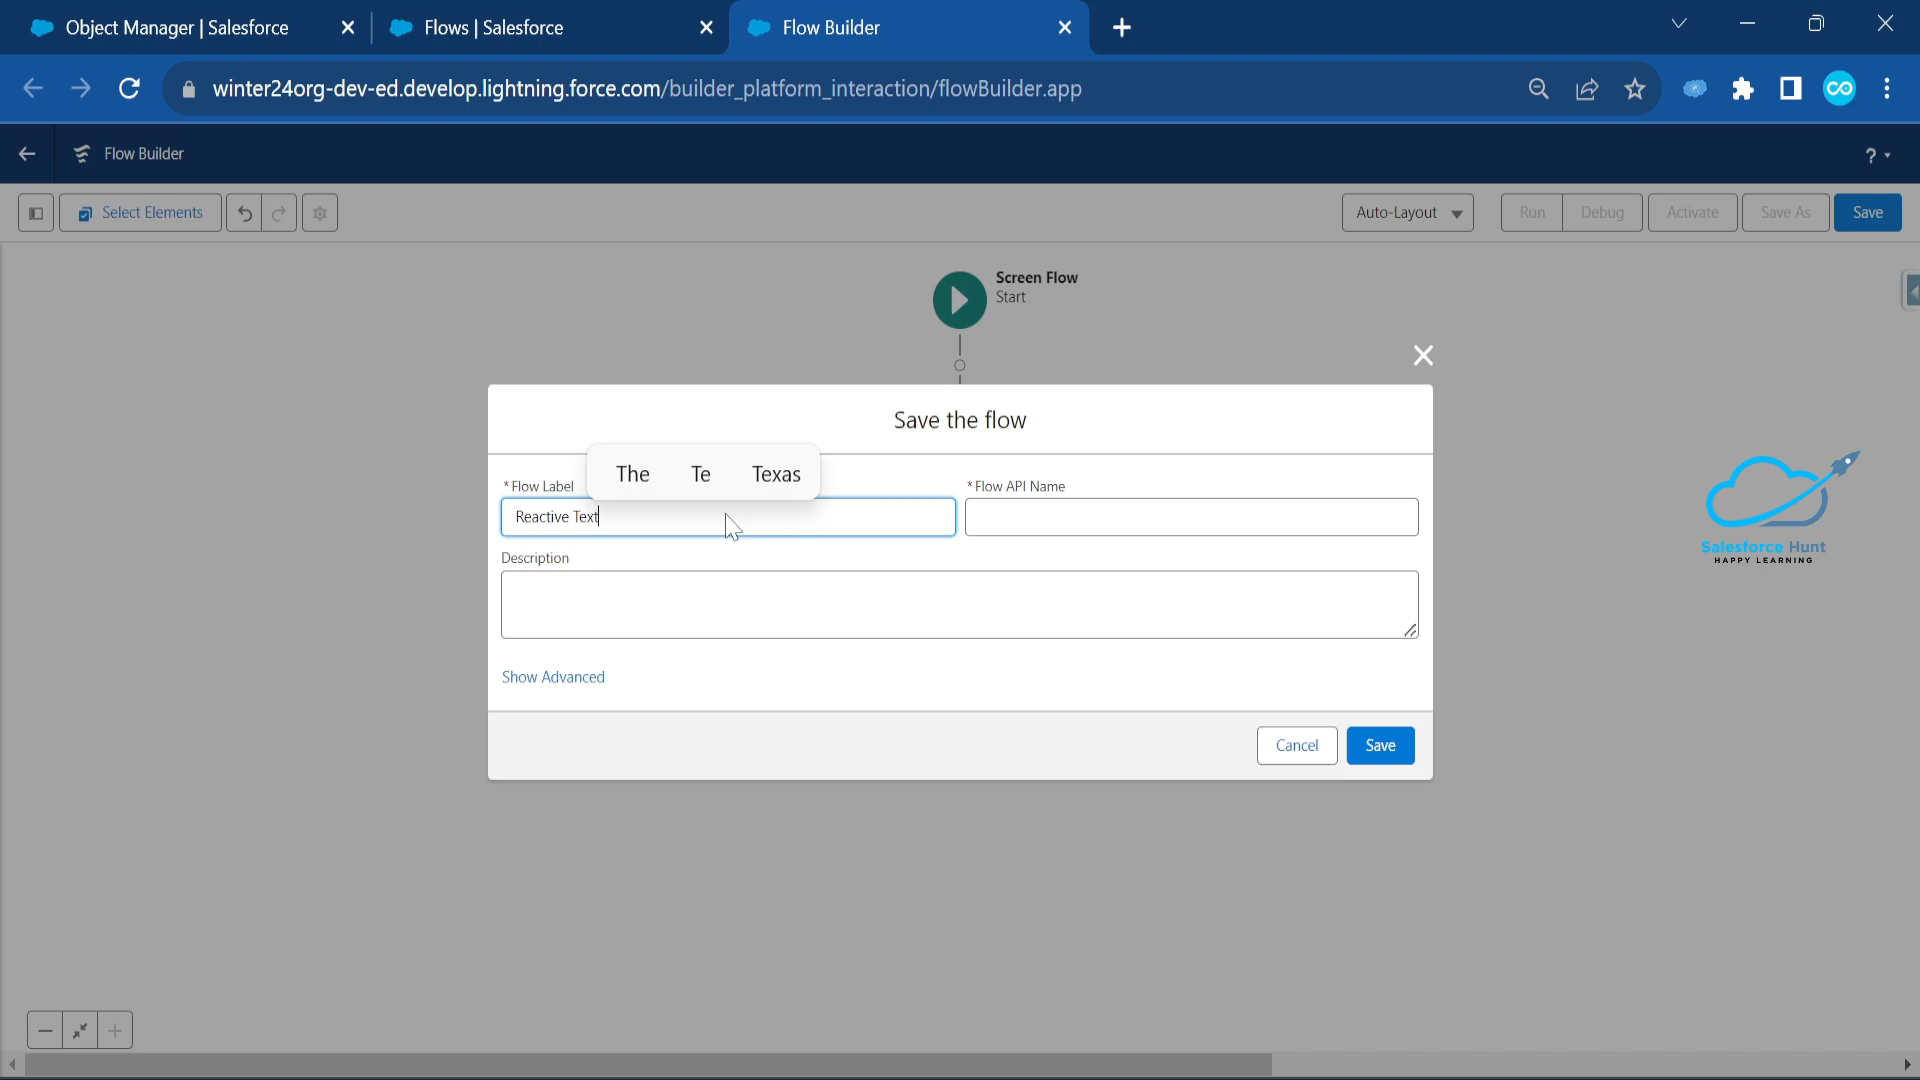 Object Manager | Salesforce
Flows | Salesforce
Flow Builder
winter24org-dev-ed.develop.lightning.force.com/builder_platform_interaction/flowBuilder.app
Flow Builder
?
Select Elements
Auto-Layout
Run
Debug
Activate
Save As
Save
Screen Flow
Start
Save the flow
The Te Texas
* Flow Label
* Flow API Name
Reactive Text
Description
Show Advanced
Cancel
Save
Salesforce Hunt
HAPPY LEARNING